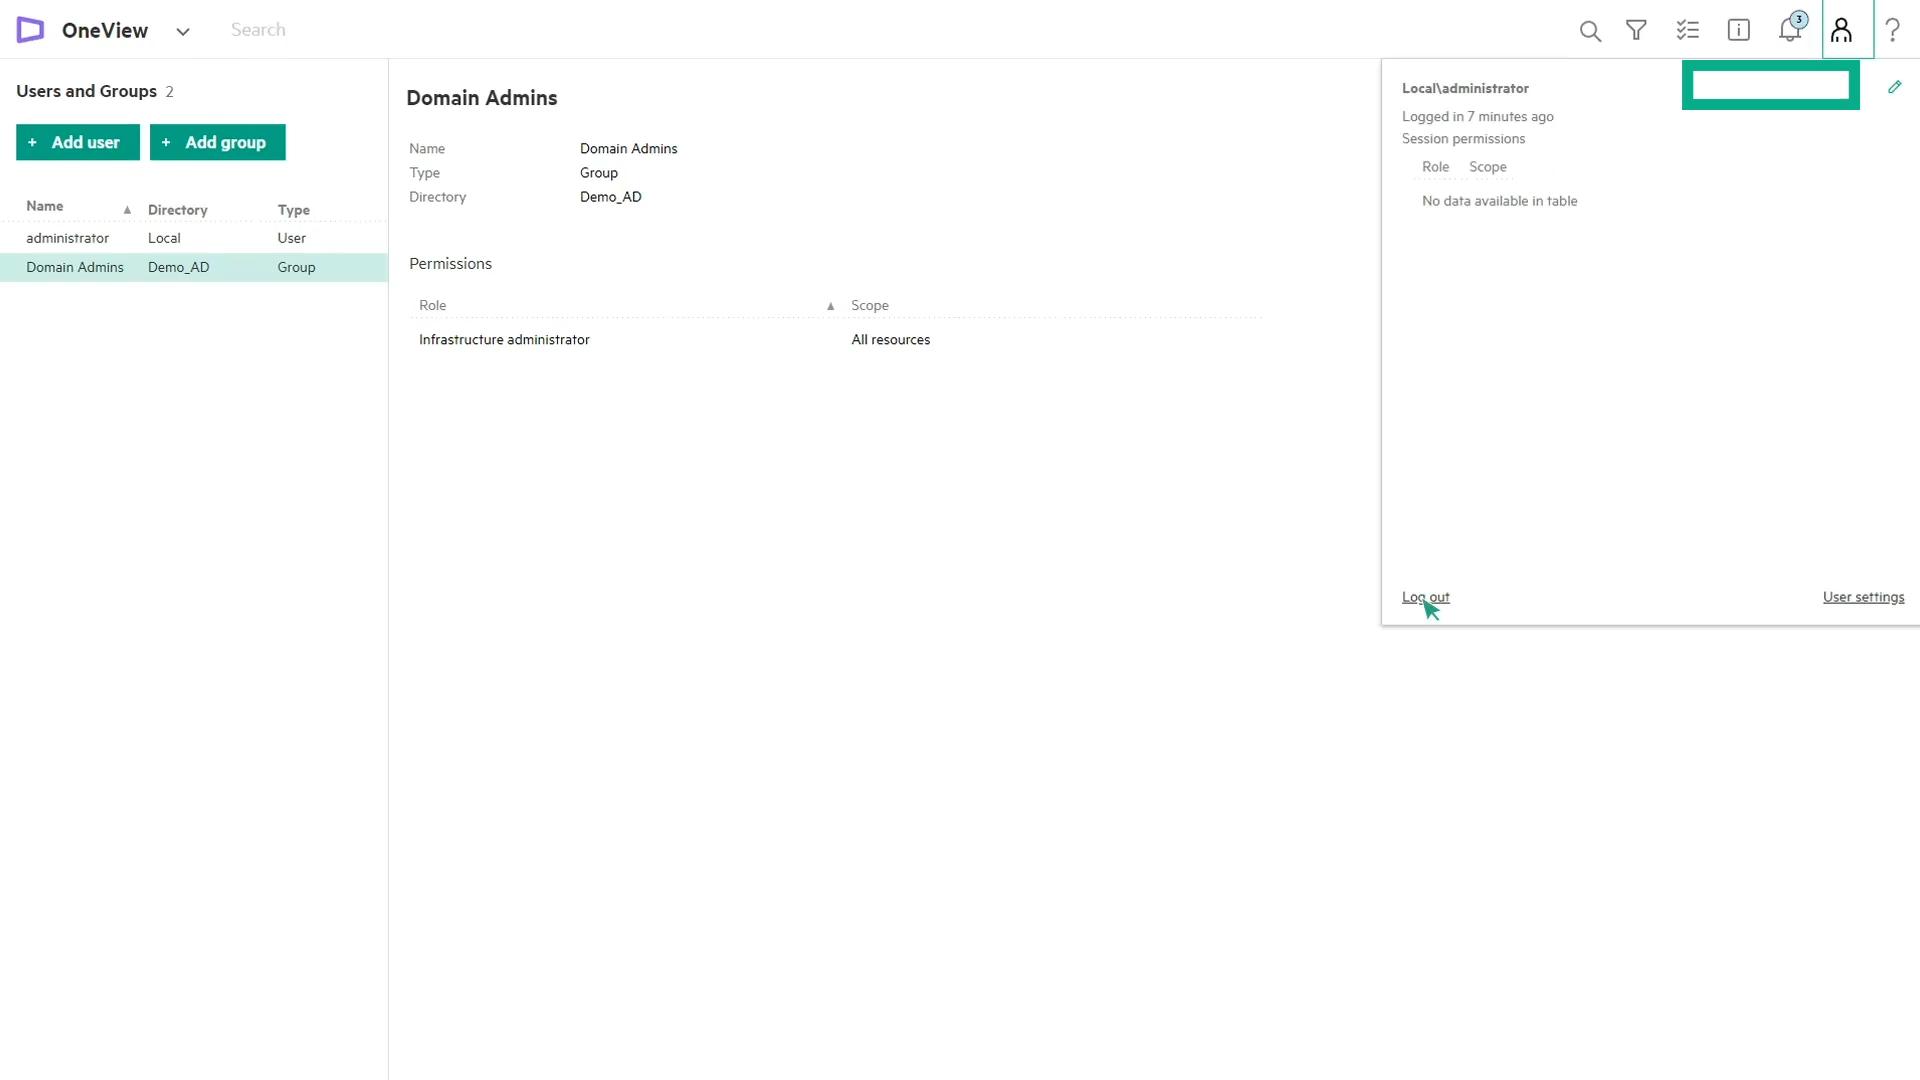 OneView
Search
3
Users and Groups 2
+ Add user
+ Add group
Name Directory Type
administrator Local User
Domain Admins Demo_AD Group
Domain Admins
Name Domain Admins
Type Group
Directory Demo_AD
Permissions
Role Scope
Infrastructure administrator All resources
Local\administrator
Logged in 7 minutes ago
Session permissions
Role Scope
No data available in table
Log out
User settings